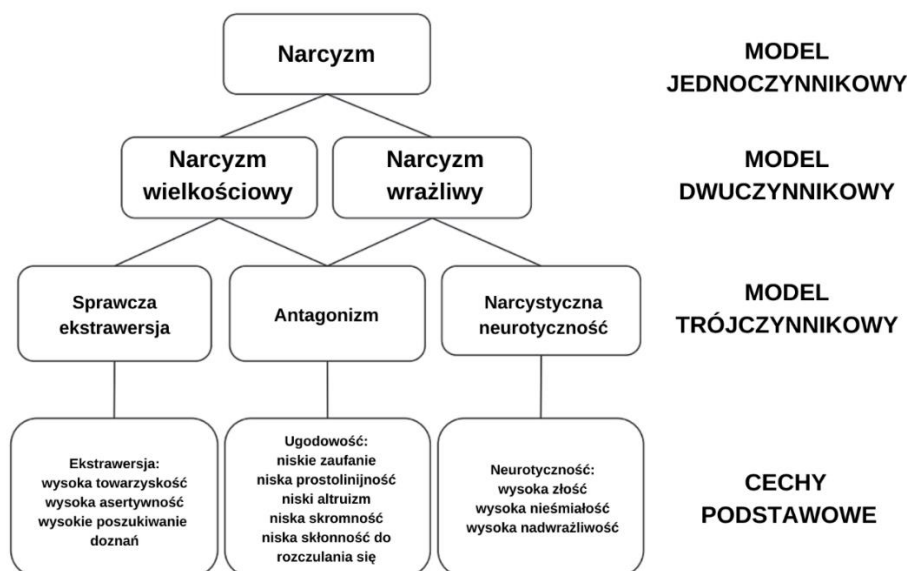 Narcyzm
MODEL
JEDNOCZYNNIKOWY
Narcyzm
wielkościowy
Narcyzm
wrażliwy
MODEL
DWUCZYNNIKOWY
Sprawcza
ekstrawersja
Antagonizm
Narcystyczna
neurotyczność
MODEL
TRÓJCZYNNIKOWY
Ekstrawersja:
wysoka towarzyskość
wysoka asertywność
wysokie poszukiwanie
doznań
Ugodowość:
niskie zaufanie
niska prostolinijność
niski altruizm
niska skromność
niska skłonność do
rozczulania się
Neurotyczność:
wysoka złość
wysoka nieśmiałość
wysoka nadwrażliwość
CECHY
PODSTAWOWE